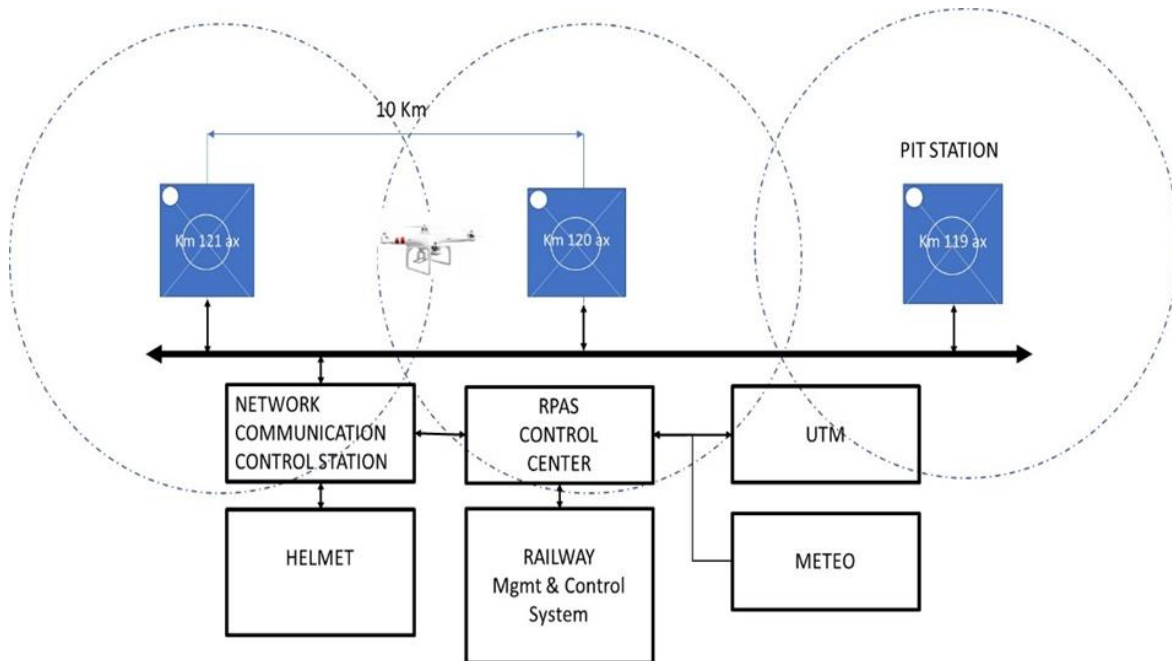 10 Km
PIT STATION
Km 121 ax
Km 120 ax
Km 119 ax
NETWORK
COMMUNICATION
CONTROL STATION
RPAS
CONTROL
CENTER
UTM
HELMET
RAILWAY
Mgmt & Control
System
METEO